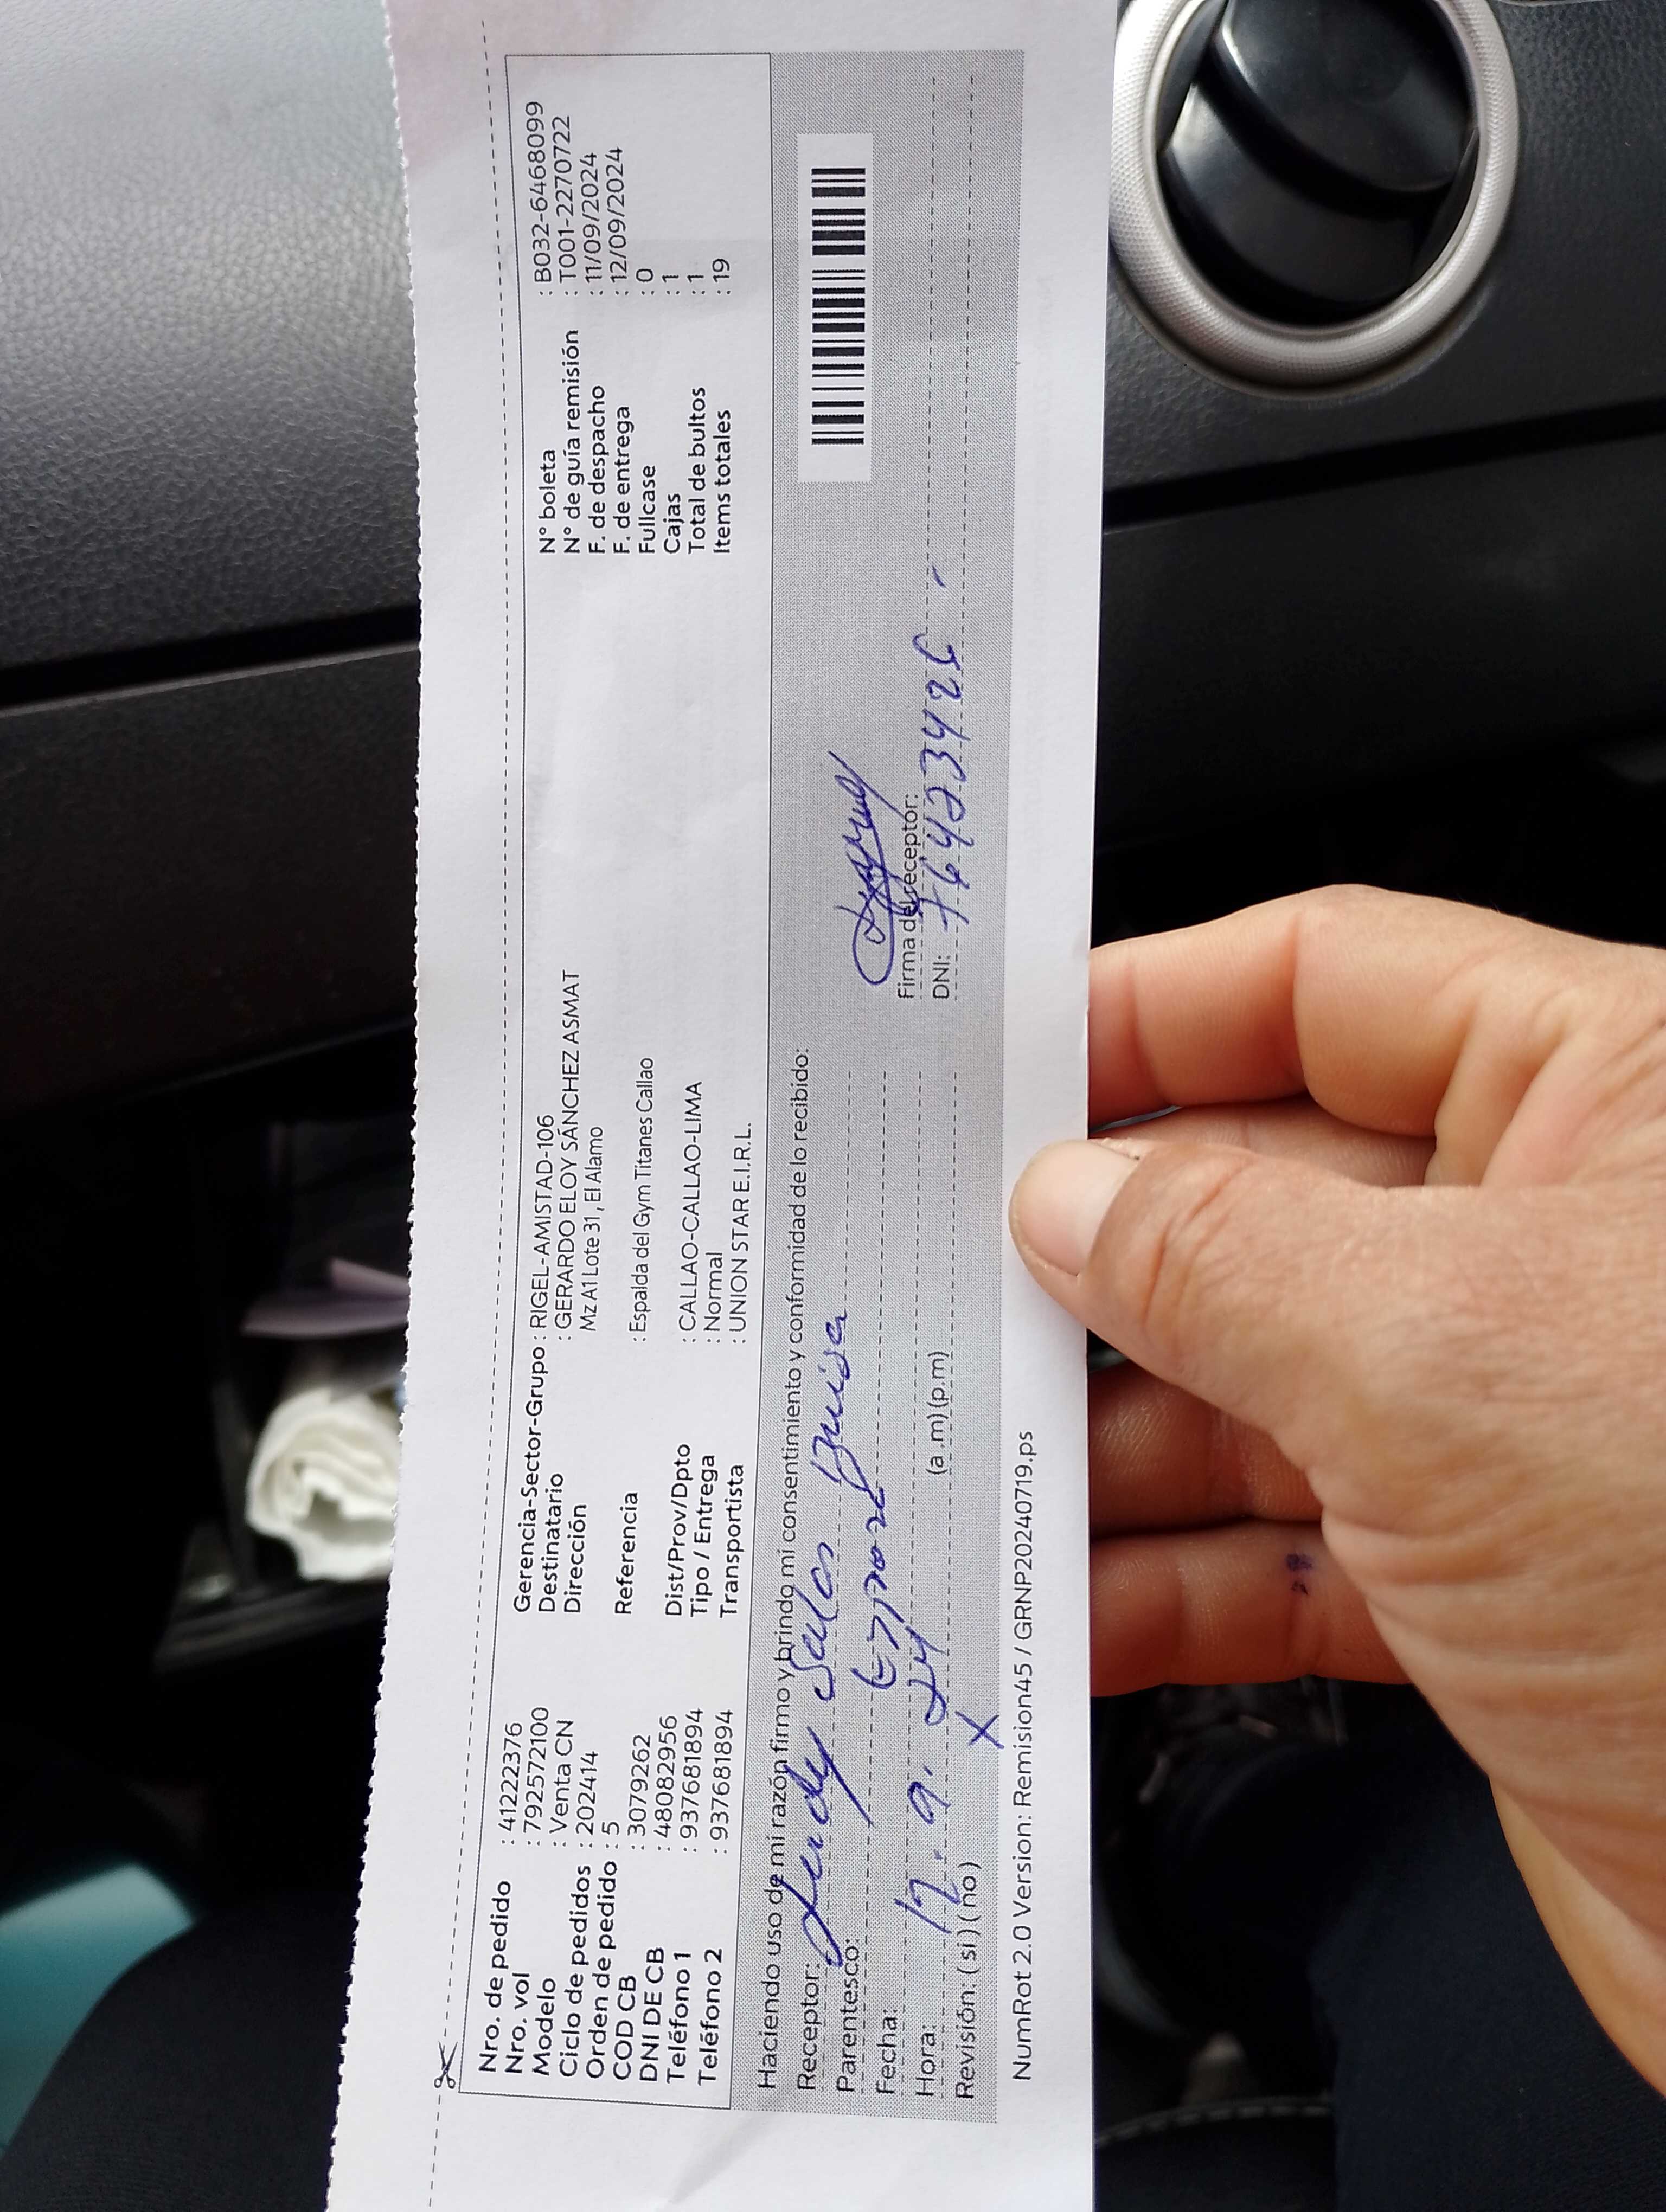 Nro. de pedido : 412222376
Nro. vol : 792572100
Modelo : Venta CN
Ciclo de pedidos : 202414
Orden de pedido : 5
COD CB : 3079262
DNI DE CB : 48082956
Teléfono 1 : 937681894
Teléfono 2 : 937681894
Gerencia-Sector-Grupo : RIGEL-AMISTAD-106
Destinatario : GERARDO ELOY SÁNCHEZ ASMAT
Dirección Mz A1 Lote 31, El Alamo
Referencia : Espalda del Gym Titanes Callao
Dist/Prov/Dpto : CALLAO-CALLAO-LIMA
Tipo / Entrega : Normal
Transportista : UNION STAR E.I.R.L.
N° boleta : B032-6468099
N° de guía remisión : T001-2270722
F. de despacho : 11/09/2024
F. de entrega : 12/09/2024
Fullcase : 0
Cajas : 1
Total de bultos : 1
Items totales : 19
Haciendo uso de mi razón firmo y brindo mi consentimiento y conformidad de lo recibido:
Receptor: Salas
Parentesco:
Fecha: 12. 9. 24
Hora: (a.m) (p.m)
Revisión: ( si ) ( no ) X
Firma del receptor:
DNI:
NumRot 2.0 Version: Remision45 / GRNP20240719.ps